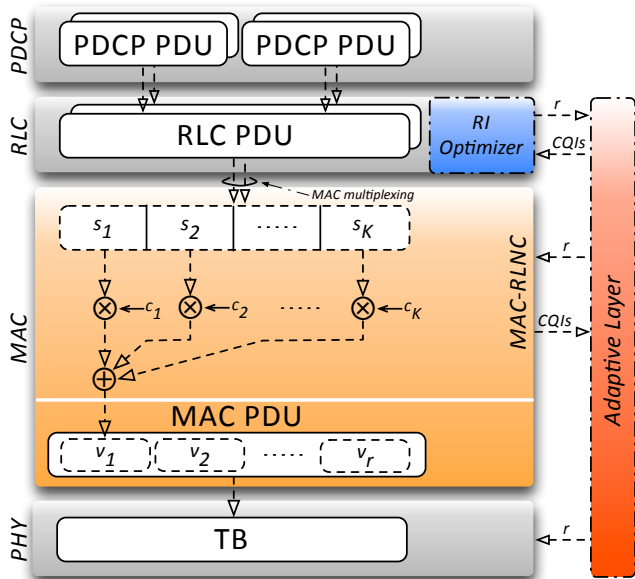 PDCP
PDCP PDU
PDCP PDU
RLC
RLC PDU
RI
Optimizer
r
CQIs
MAC multiplexing
MAC
s1
s2
.....
sK
c1
c2
.....
cK
MAC-RLNC
r
CQIs
Adaptive Layer
MAC PDU
v1
v2
.....
vr
PHY
TB
r